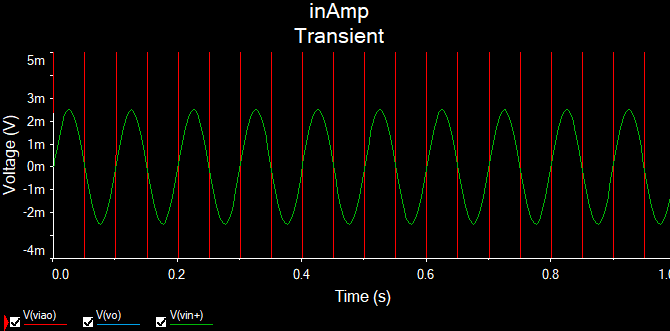 inAmp
Transient
5m
3m
2m
1m
0m
-1m
-2m
-4m
Voltage (V)
0.0 0.2 0.4 0.6 0.8 1.0
Time (s)
V(viao) V(vo) V(vin+)